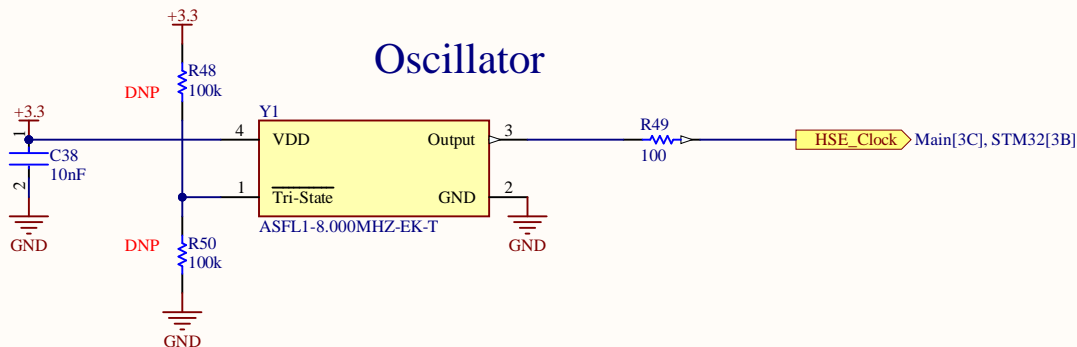 +3.3
Oscillator
R48
100k
DNP
+3.3
1
C38
10nF
2
GND
Y1
4
VDD
Output
3
1
Tri-State
GND
2
ASFL1-8.000MHZ-EK-T
GND
R49
100
HSE_Clock
Main[3C], STM32[3B]
DNP
R50
100k
GND